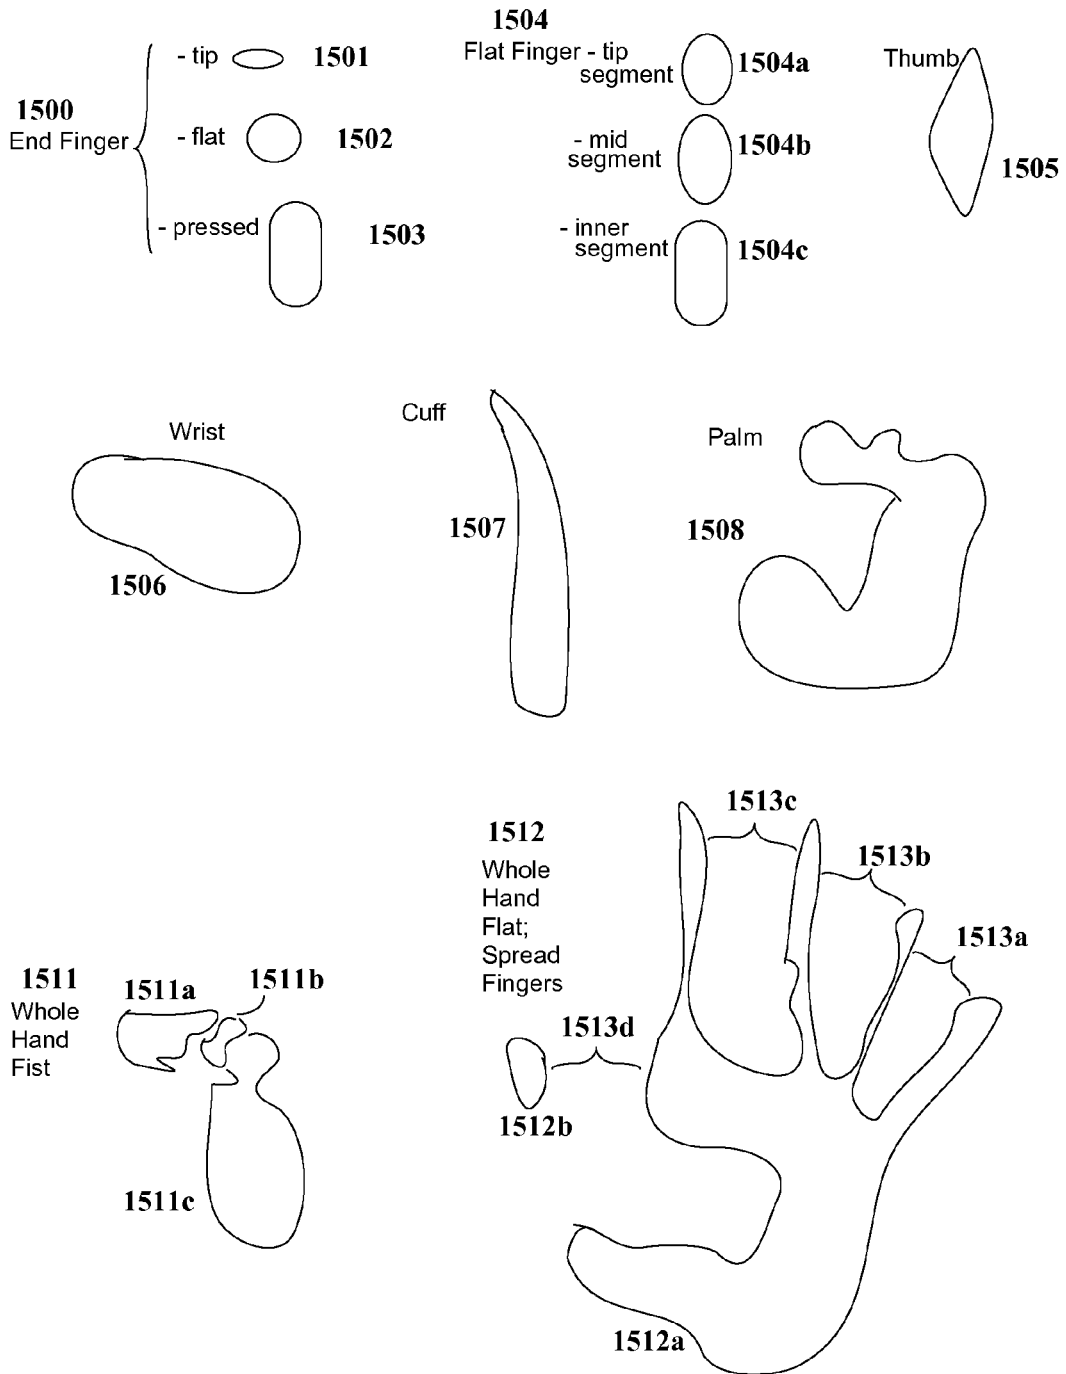 1500
End Finger
- tip
1501
- flat
1502
- pressed
1503
1504
Flat Finger - tip
segment
1504a
- mid
segment
1504b
- inner
segment
1504c
Thumb
1505
Wrist
1506
Cuff
1507
Palm
1508
1511
Whole
Hand
Fist
1511a
1511b
1511c
1512
Whole
Hand
Flat;
Spread
Fingers
1513c
1513b
1513a
1513d
1512b
1512a